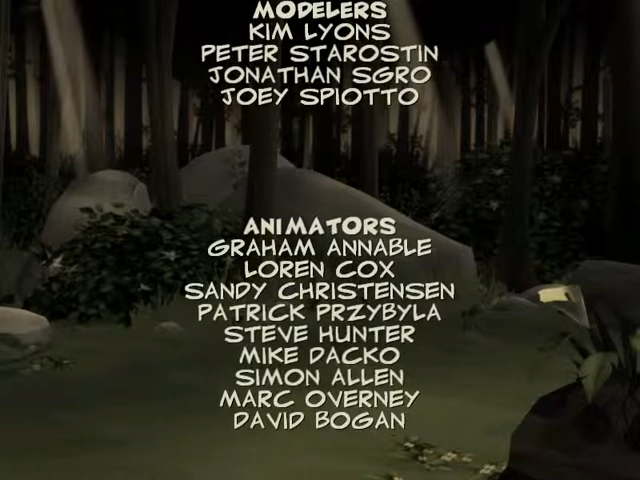 MODELERS
KIM LYONS
PETER STAROSTIN
JONATHAN SGRO
JOEY SPIOTTO
ANIMATORS
GRAHAM ANNABLE
LOREN COX
SANDY CHRISTENSEN
PATRICK PRZYBYLA
STEVE HUNTER
MIKE DACKO
SIMON ALLEN
MARC OVERNEY
DAVID BOGAN